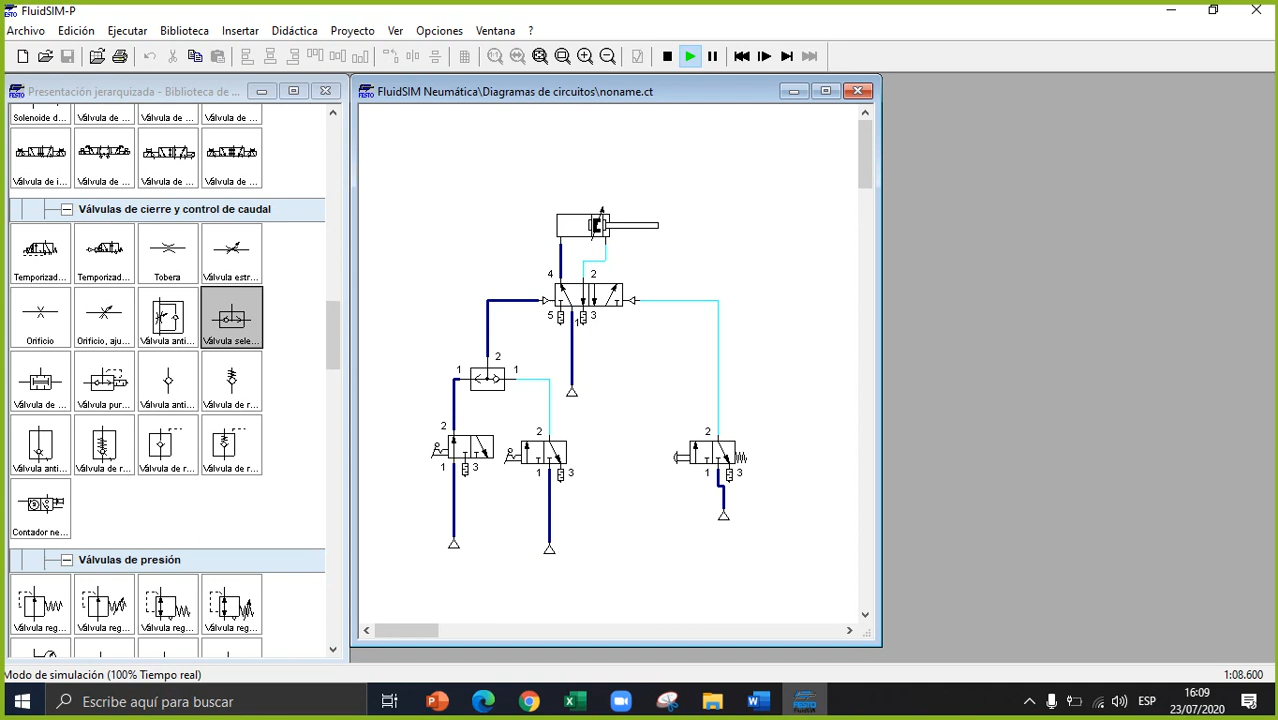 FluidSIM-P
FESTO
Archivo Edición Ejecutar Biblioteca Insertar Didáctica Proyecto Ver Opciones Ventana ?
Presentación jerarquizada - Biblioteca de ...
Solenoide d... Válvula de ... Válvula de ... Válvula de ...
Válvula de i... Válvula de ... Válvula de ... Válvula de ...
Válvulas de cierre y control de caudal
Temporizad... Temporizad... Tobera Válvula estr...
Orificio Orificio, aju... Válvula anti... Válvula sele...
Válvula de ... Válvula pur... Válvula anti... Válvula de r...
Válvula anti... Válvula de r... Válvula de r... Válvula de r...
Contador ne...
Válvulas de presión
Válvula reg... Válvula reg... Válvula reg... Válvula reg...
FESTO
FluidSIM Neumática\Diagramas de circuitos\noname.ct
4 2
5 1 3
2
1 1
2 2 2
1 3 1 3 1 3
Modo de simulación (100% Tiempo real) 1:08.600
Escribe aquí para buscar
FESTO
ESP
16:09
23/07/2020